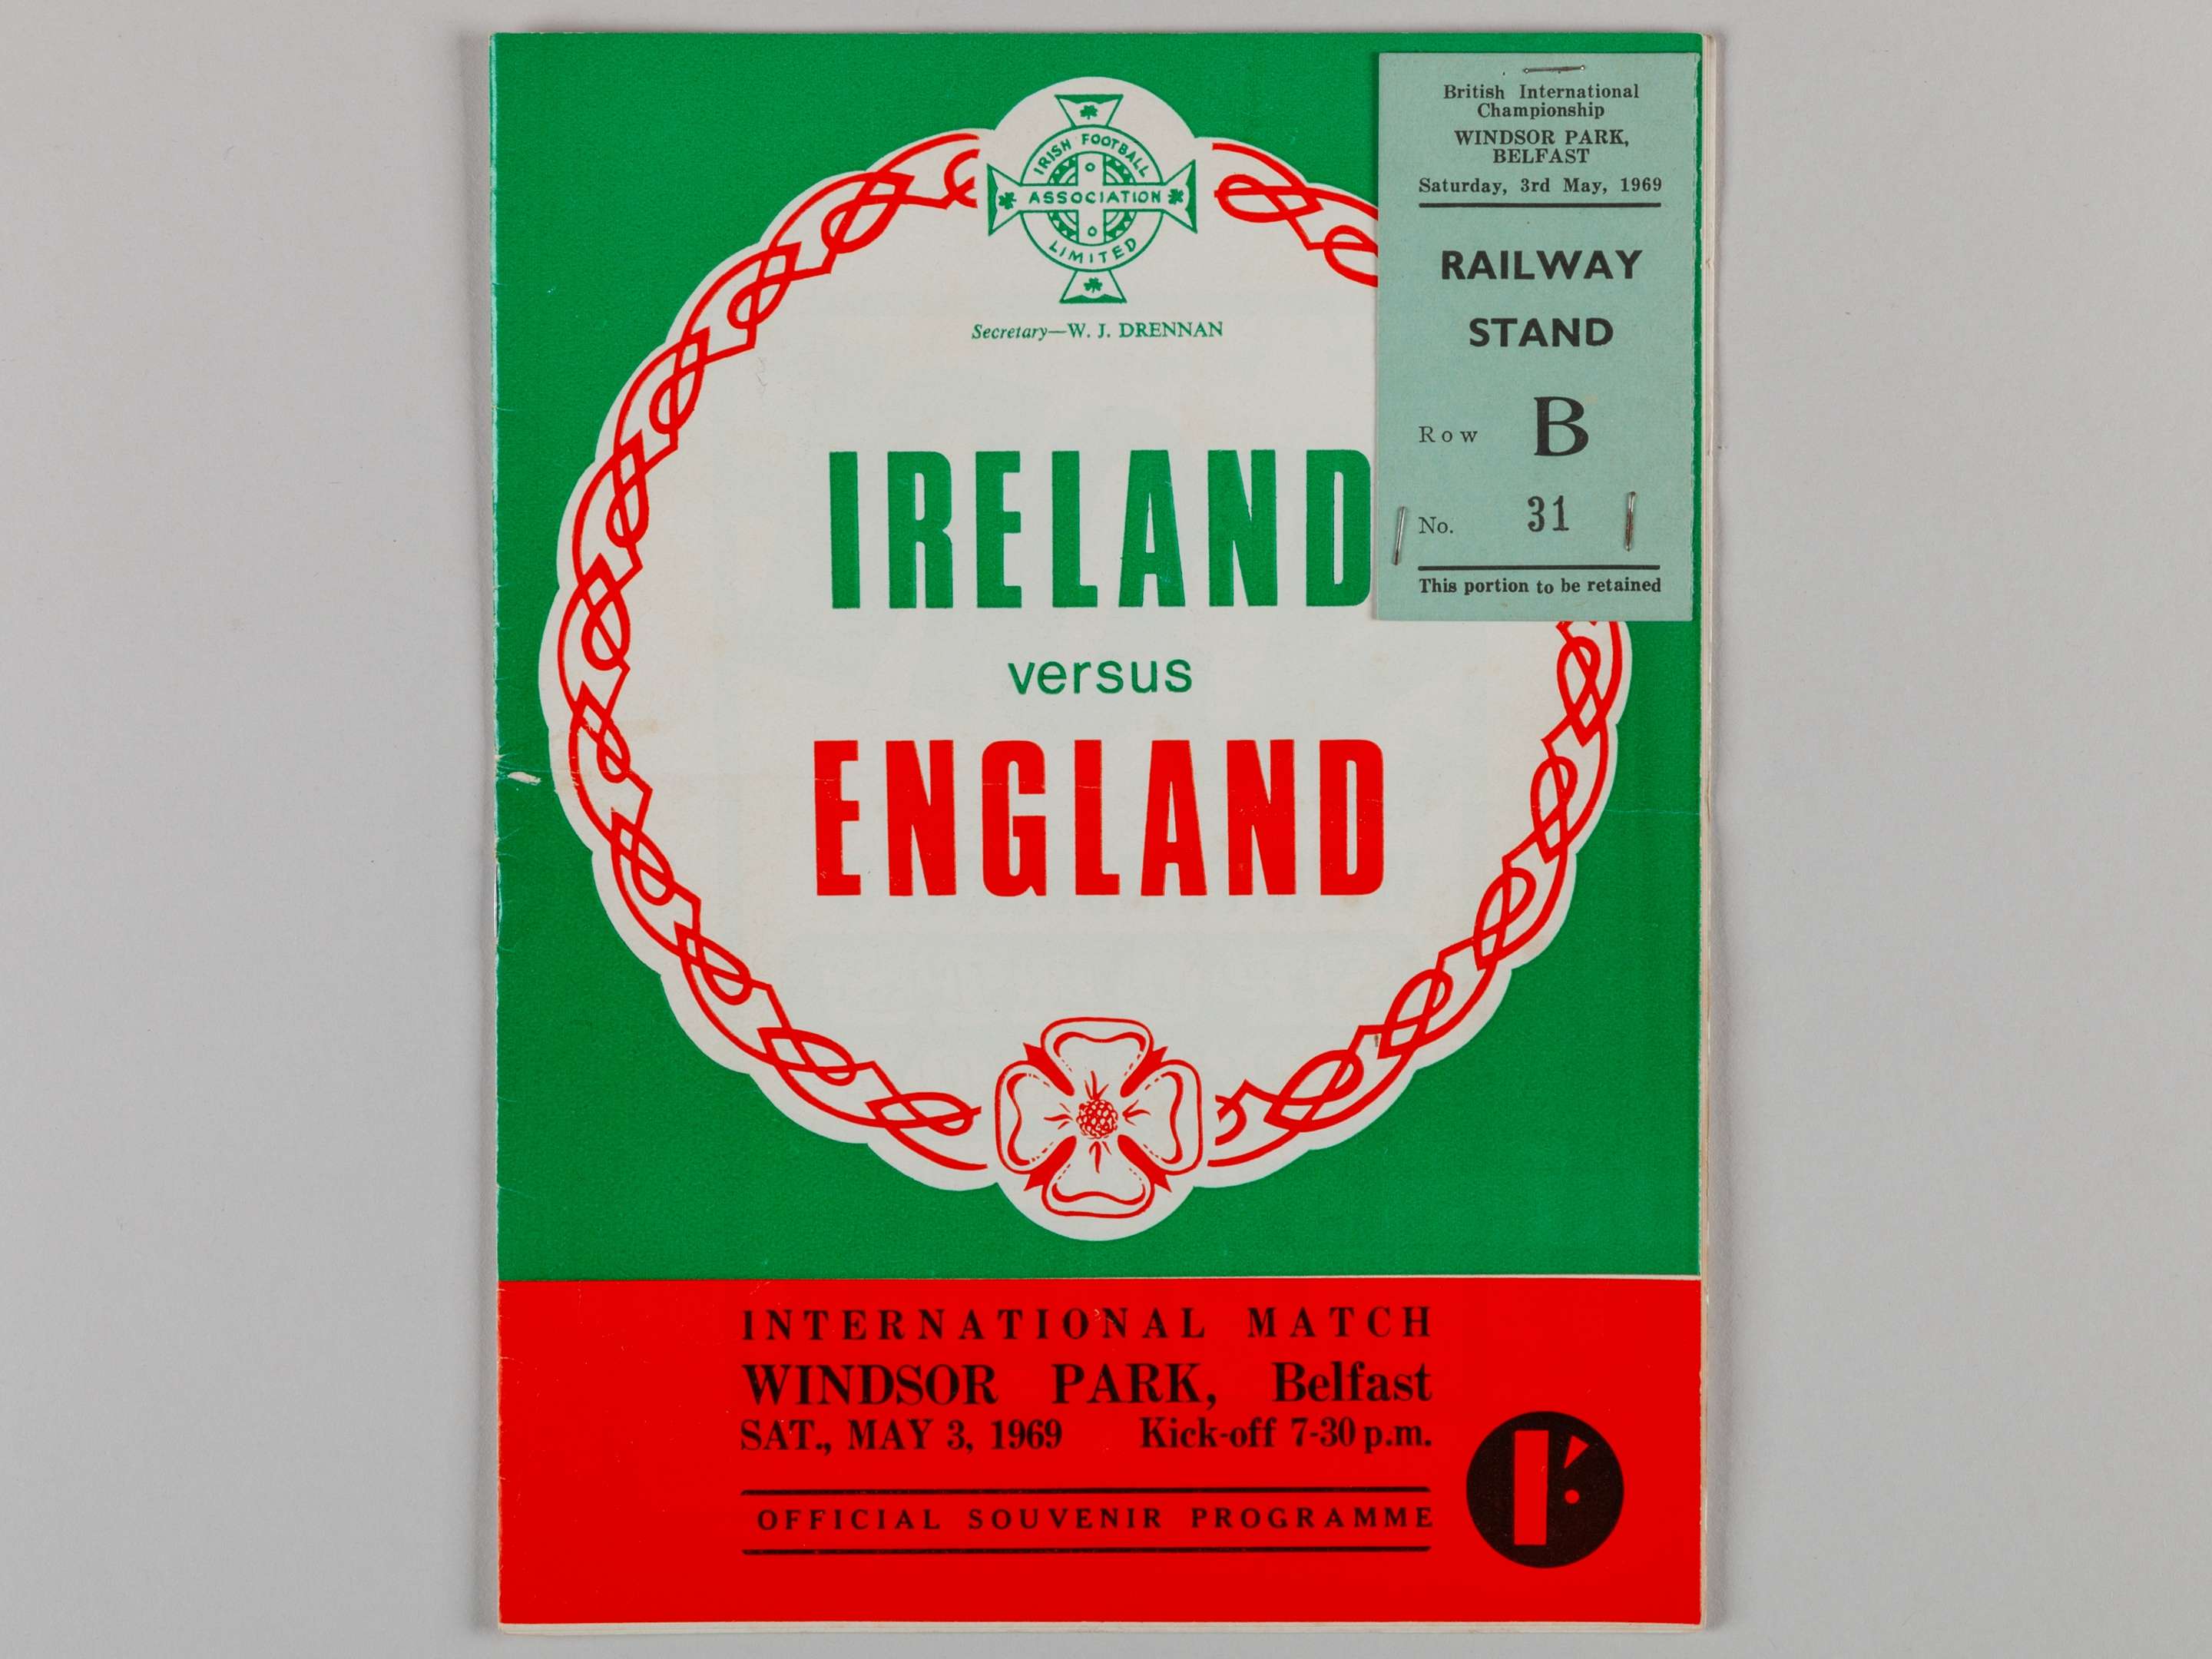 IRISH FOOTBALL
ASSOCIATION
LIMITED
Secretary—W. J. DRENNAN
IRELAND
versus
ENGLAND
British International
Championship
WINDSOR PARK,
BELFAST
Saturday, 3rd May, 1969
RAILWAY
STAND
Row B
No. 31
This portion to be retained
INTERNATIONAL MATCH
WINDSOR PARK, Belfast
SAT., MAY 3, 1969 Kick-off 7-30 p.m.
OFFICIAL SOUVENIR PROGRAMME
1/·